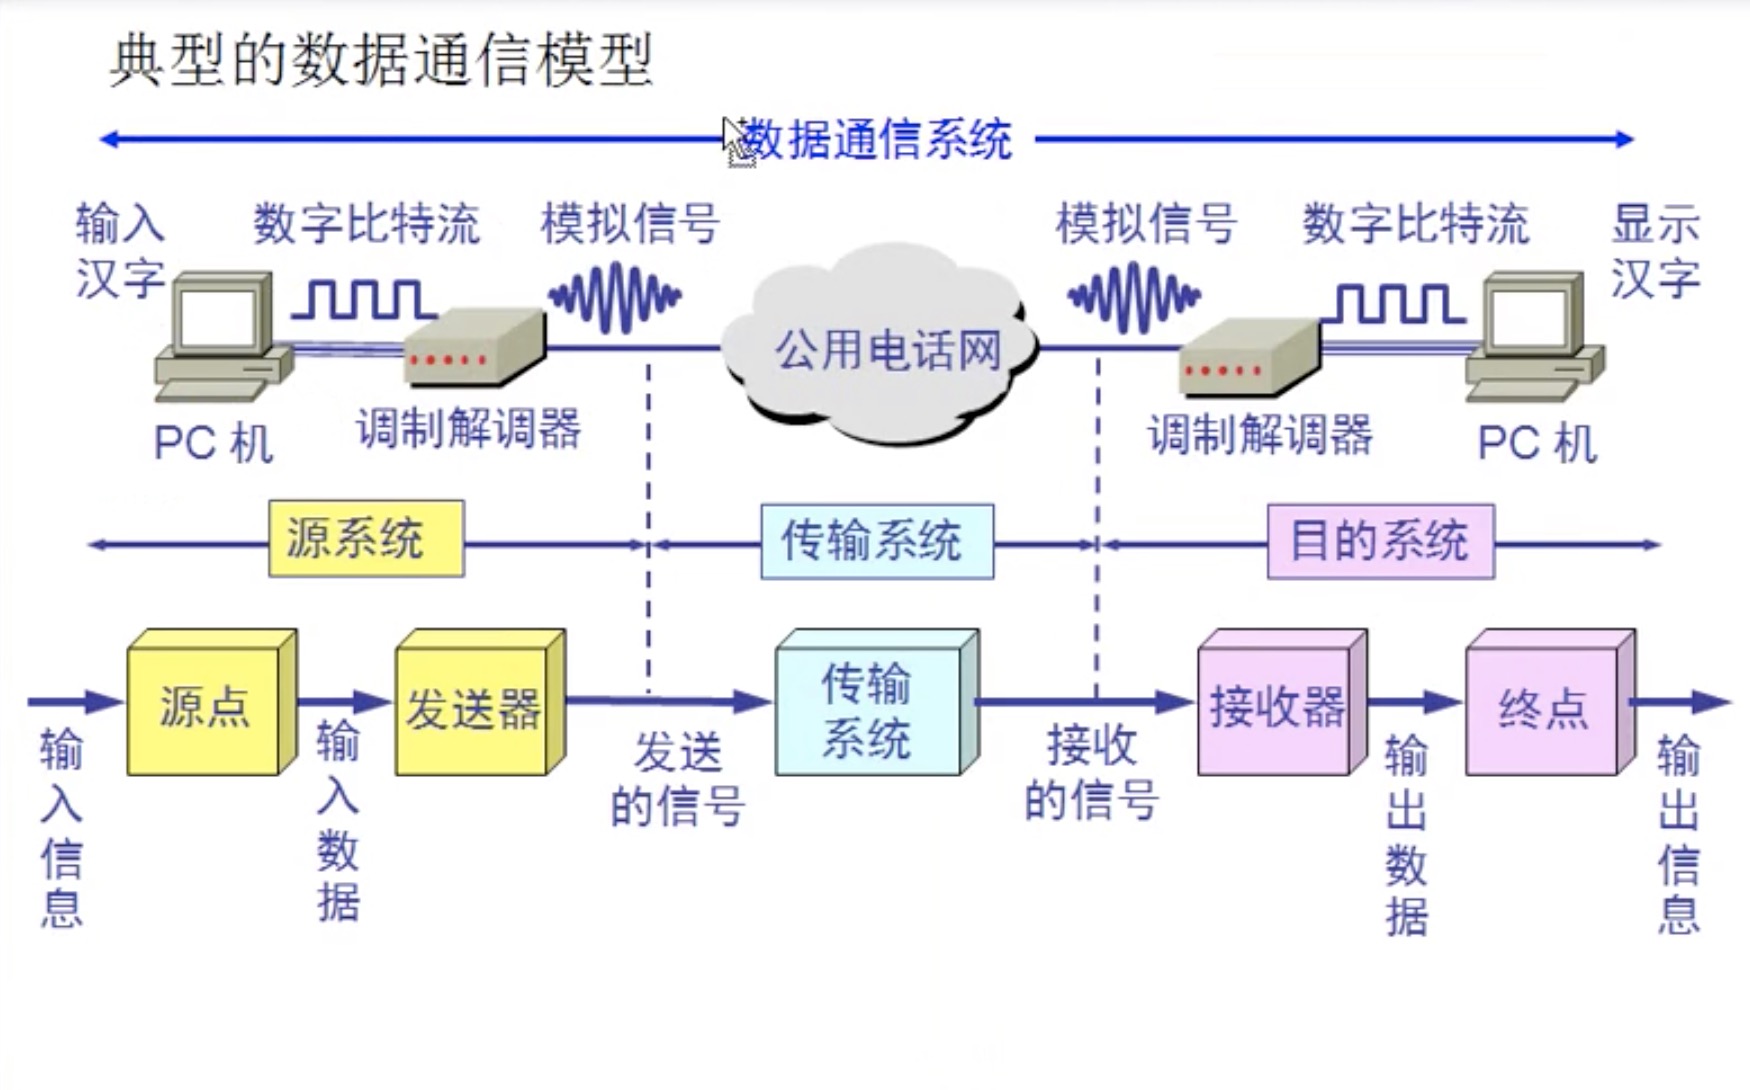 典型的数据通信模型
数据通信系统
输入
汉字
数字比特流
模拟信号
模拟信号
数字比特流
显示
汉字
公用电话网
PC 机
调制解调器
调制解调器
PC 机
源系统
传输系统
目的系统
源点
发送器
传输
系统
接收器
终点
输入信息
输入数据
发送
的信号
接收
的信号
输出数据
输出信息